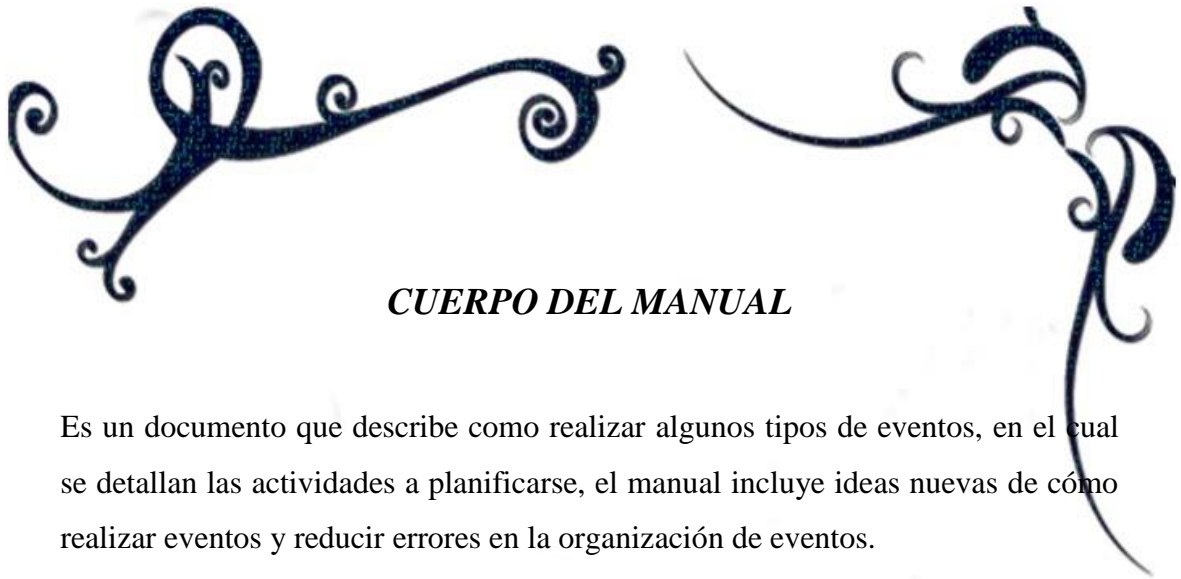 CUERPO DEL MANUAL
Es un documento que describe como realizar algunos tipos de eventos, en el cual
se detallan las actividades a planificarse, el manual incluye ideas nuevas de cómo
realizar eventos y reducir errores en la organización de eventos.